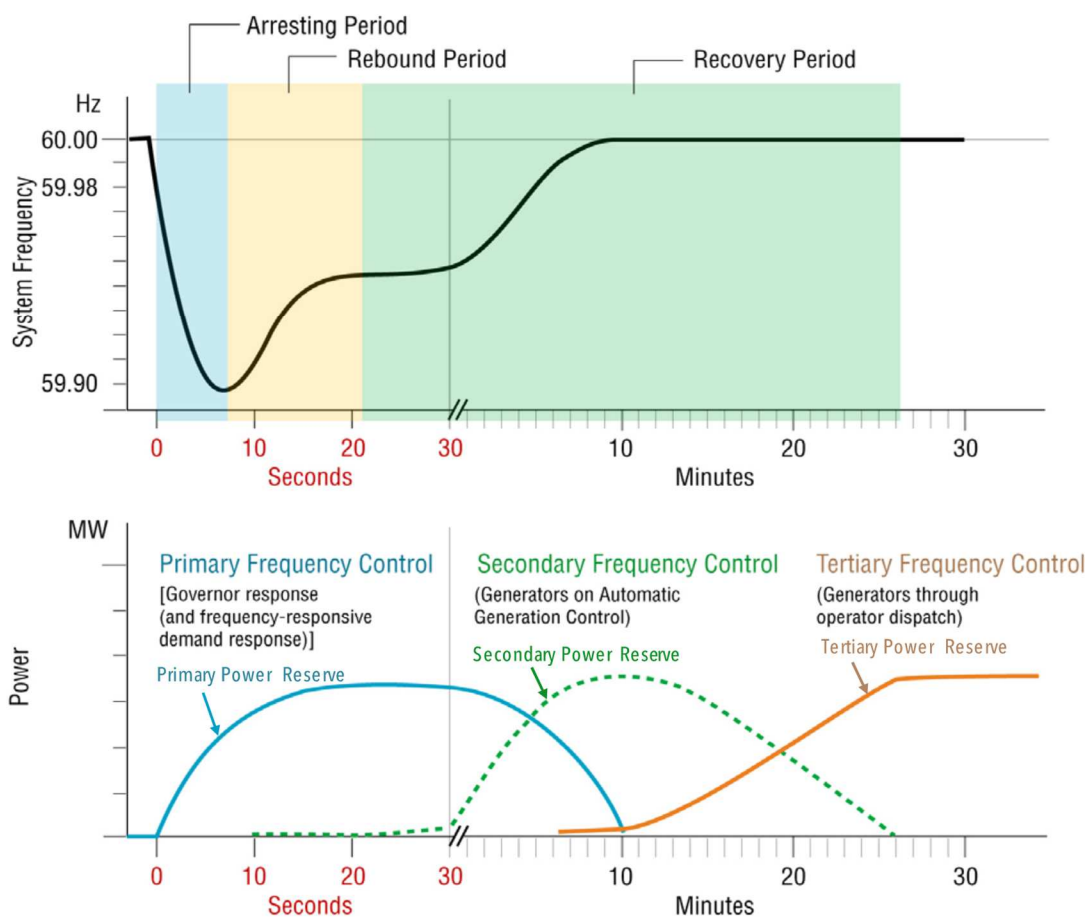 Arresting Period
Rebound Period
Recovery Period
Hz
60.00
59.98
59.90
System Frequency
0 10 20 30 10 20 30
Seconds Minutes
MW
Primary Frequency Control
[Governor response
(and frequency-responsive
demand response)]
Primary Power Reserve
Secondary Frequency Control
(Generators on Automatic
Generation Control)
Secondary Power Reserve
Tertiary Frequency Control
(Generators through
operator dispatch)
Tertiary Power Reserve
Power
0 10 20 30 10 20 30
Seconds Minutes